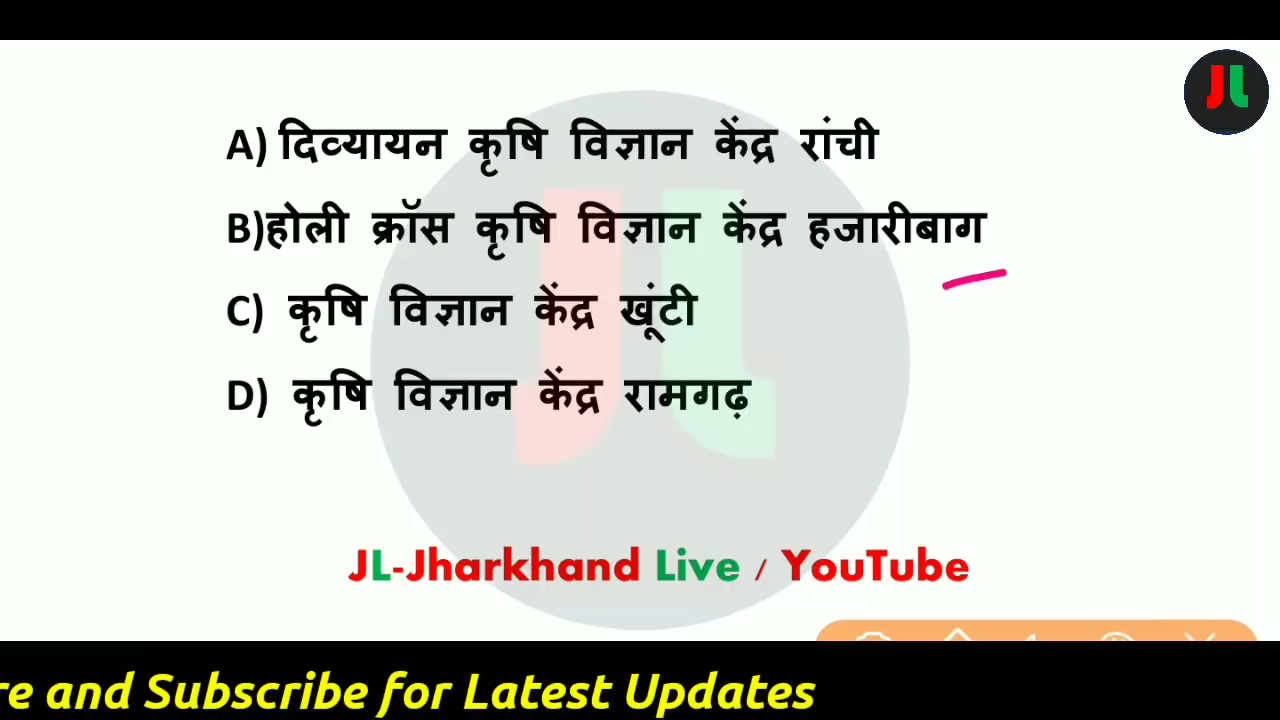 JL
A) दिव्यायन कृषि विज्ञान केंद्र रांची
B)होली क्रॉस कृषि विज्ञान केंद्र हजारीबाग
C) कृषि विज्ञान केंद्र खूंटी
D) कृषि विज्ञान केंद्र रामगढ़
JL-Jharkhand Live / YouTube
re and Subscribe for Latest Updates